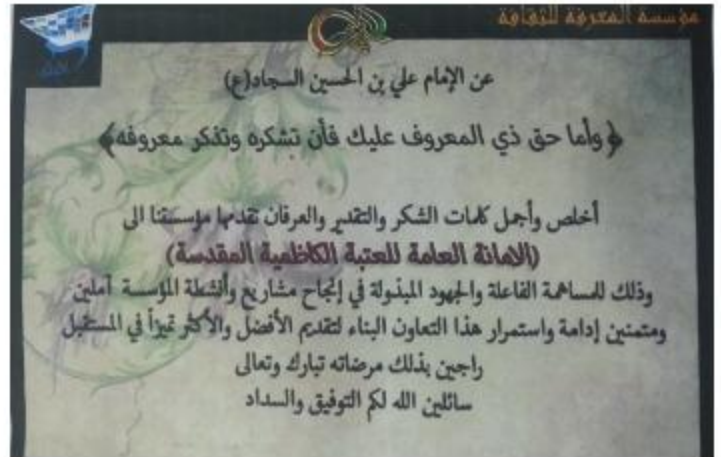 مؤسسة المعرفة للثقافة
عن الإمام علي بن الحسين السجاد(ع)
﴿وأما حق ذي المعروف عليك فأن تشكره وتذكر معروفه﴾
أخلص وأجمل كلمات الشكر والتقدير والعرفان تقدمها مؤسستنا الى
(الامانة العامة للعتبة الكاظمية المقدسة)
وذلك للمساهمة الفاعلة والجهود المبذولة في إنجاح مشاريع وأنشطة المؤسسة آملين
ومتمنين إدامة واستمرار هذا التعاون البناء لتقديم الأفضل والأكثر تميزاً في المستقبل
راجين بذلك مرضاته تبارك وتعالى
سائلين الله لكم التوفيق والسداد